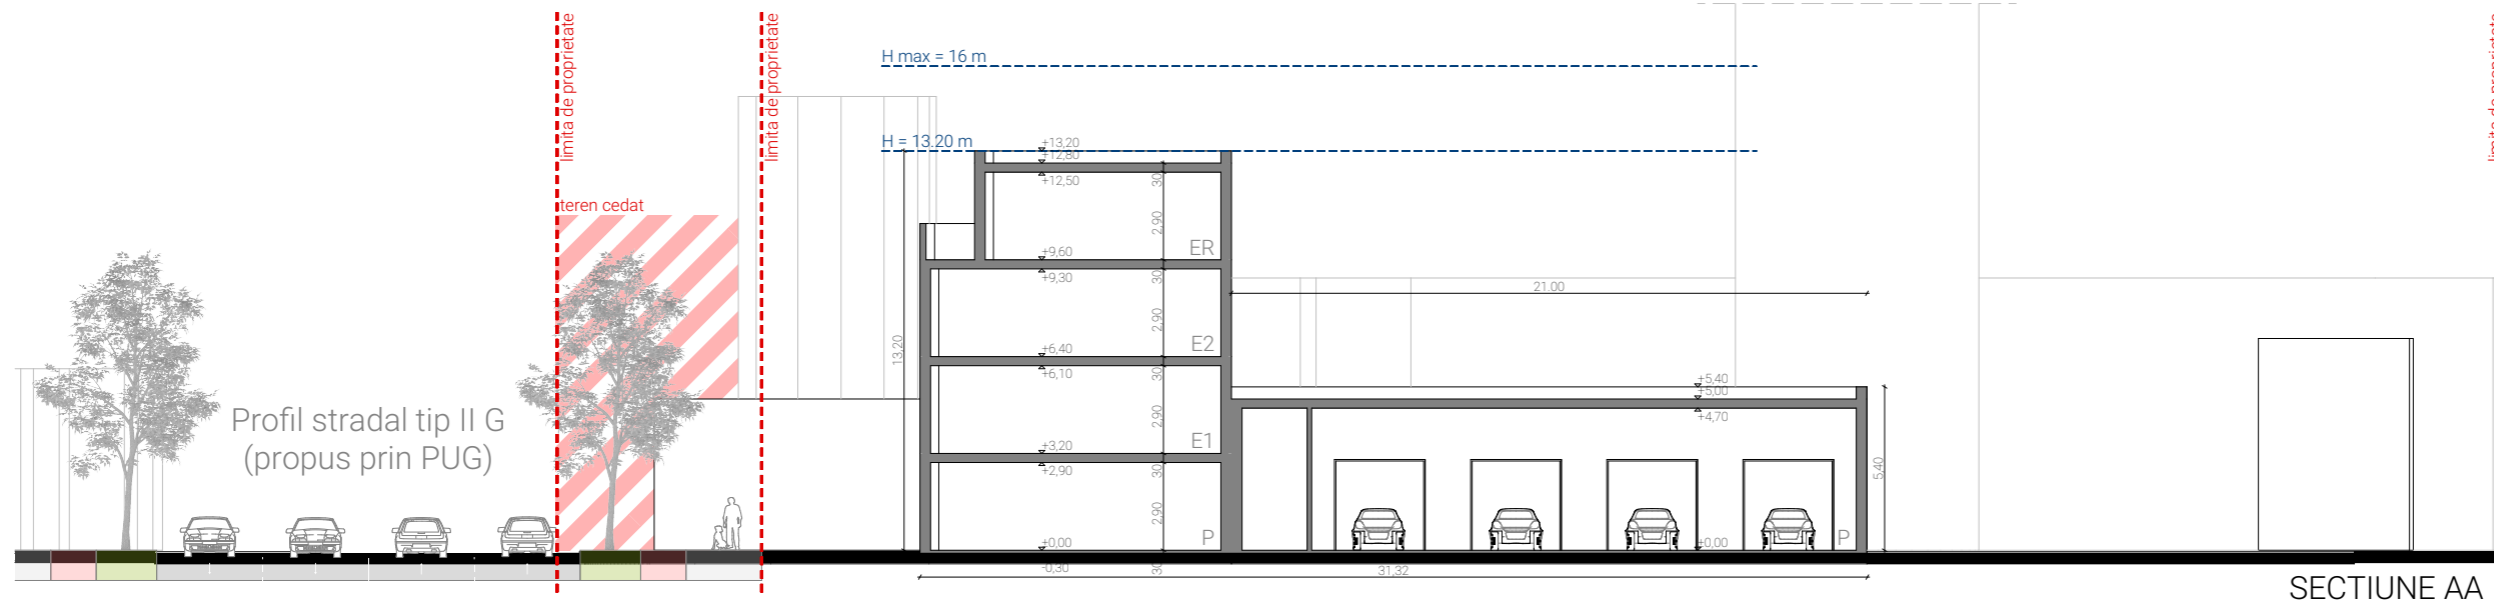 limita de proprietate
limita de proprietate
limita de proprietate
H max = 16 m
H = 13.20 m
+13,20
+12,80
+12,50
30
2,90
teren cedat
ER
+9,60
+9,30
30
21.00
2,90
13,20
E2
+6,40
+6,10
30
+5,40
+5,00
+4,70
Profil stradal tip II G
(propus prin PUG)
2,90
E1
+3,20
+2,90
30
5,40
2,90
P
P
+0,00
+0,00
-0,30
30
31,32
SECTIUNE AA